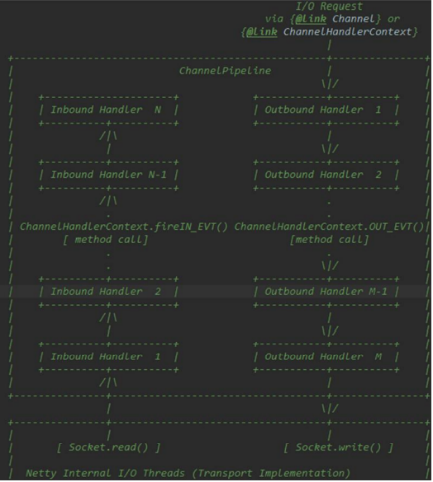 I/O Request
via {@link Channel} or
{@link ChannelHandlerContext}
|
+---------------------------------------------------+---------------+
| ChannelPipeline | |
| \|/ |
| +---------------------+ +-----------+----------+ |
| | Inbound Handler N | | Outbound Handler 1 | |
| +----------+----------+ +-----------+----------+ |
| /|\ | |
| | \|/ |
| +----------+----------+ +-----------+----------+ |
| | Inbound Handler N-1 | | Outbound Handler 2 | |
| +----------+----------+ +-----------+----------+ |
| /|\ . |
| . . |
| ChannelHandlerContext.fireIN_EVT() ChannelHandlerContext.OUT_EVT()|
| [ method call] [method call] |
| . . |
| . \|/ |
| +----------+----------+ +-----------+----------+ |
| | Inbound Handler 2 | | Outbound Handler M-1 | |
| +----------+----------+ +-----------+----------+ |
| /|\ | |
| | \|/ |
| +----------+----------+ +-----------+----------+ |
| | Inbound Handler 1 | | Outbound Handler M | |
| +----------+----------+ +-----------+----------+ |
| /|\ | |
+---------------+-----------------------------------+---------------+
| \|/
+---------------+-----------------------------------+---------------+
| | | |
| [ Socket.read() ] [ Socket.write() ] |
| |
| Netty Internal I/O Threads (Transport Implementation) |